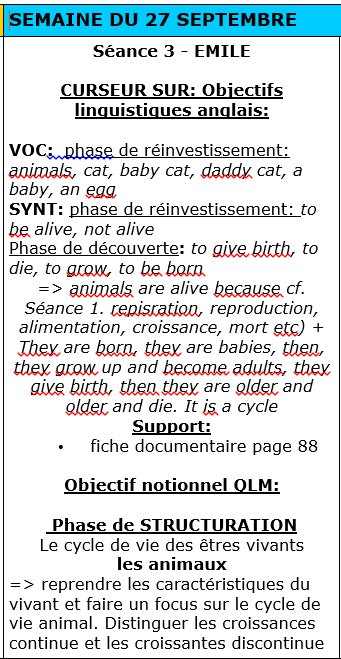 SEMAINE DU 27 SEPTEMBRE
Séance 3 - EMILE
CURSEUR SUR: Objectifs
linguistiques anglais:
VOC:  phase de réinvestissement:
animals, cat, baby cat, daddy cat, a
baby, an egg
SYNT: phase de réinvestissement: to
be alive, not alive
Phase de découverte: to give birth, to
die, to grow, to be born
=> animals are alive because cf.
Séance 1. repisration, reproduction,
alimentation, croissance, mort etc) +
They are born, they are babies, then,
they grow up and become adults, they
give birth, then they are older and
older and die. It is a cycle
Support:
• fiche documentaire page 88
Objectif notionnel QLM:
Phase de STRUCTURATION
Le cycle de vie des êtres vivants
les animaux
=> reprendre les caractéristiques du
vivant et faire un focus sur le cycle de
vie animal. Distinguer les croissances
continue et les croissantes discontinue